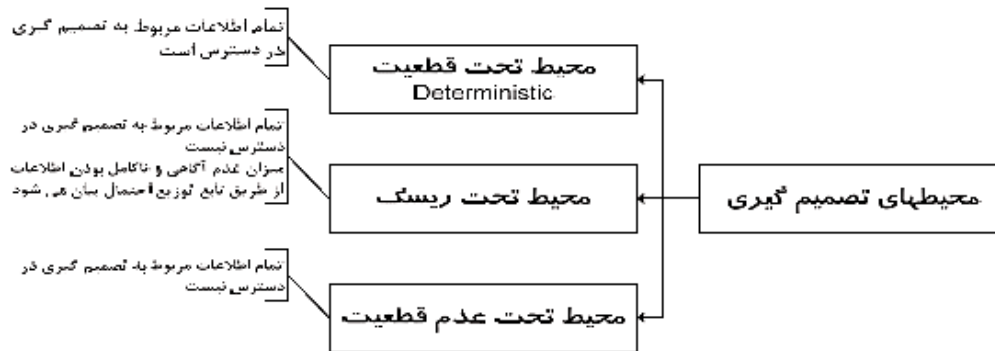 محیطهای تصمیم گیری
محیط تحت قطعیت
Deterministic
تمام اطلاعات مربوط به تصمیم گیری
در دسترس است
محیط تحت ریسک
تمام اطلاعات مربوط به تصمیم گیری در
دسترس نیست
میزان عدم آگاهی و ناکامل بودن اطلاعات
از طریق تابع توزیع احتمال بیان می شود
محیط تحت عدم قطعیت
تمام اطلاعات مربوط به تصمیم گیری در
دسترس نیست